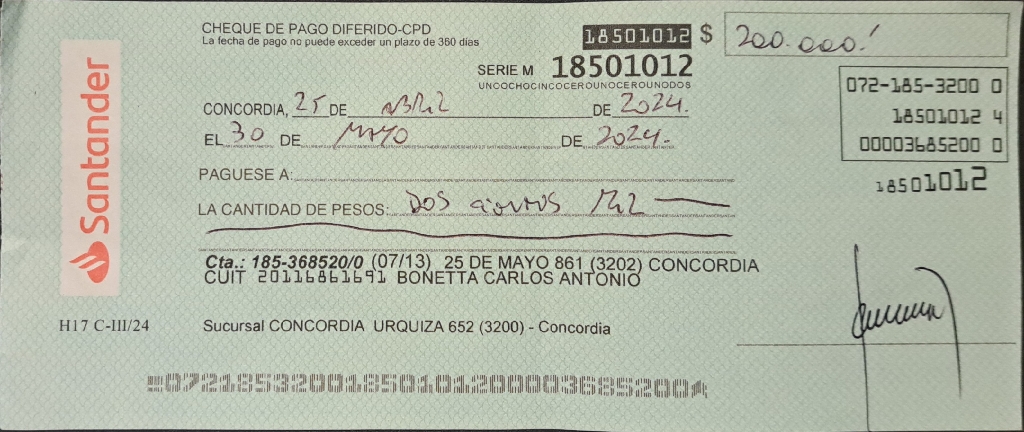 Santander
CHEQUE DE PAGO DIFERIDO-CPD
La fecha de pago no puede exceder un plazo de 360 días
18501012 $ 200.000.!
SERIE M 18501012
UNOOCHOCINCOCEROUNOCEROUNODOS
072-185-3200 0
18501012 4
00003685200 0
18501012
CONCORDIA, 25 DE ABRIL DE 2024.
EL 30 DE MAYO DE 2024.
PAGUESE A:
LA CANTIDAD DE PESOS: DOS cientos Mil
Cta.: 185-368520/0 (07/13) 25 DE MAYO 861 (3202) CONCORDIA
CUIT 20116861691 BONETTA CARLOS ANTONIO
H17 C-III/24
Sucursal CONCORDIA URQUIZA 652 (3200) - Concordia
07218532001850101200003685200